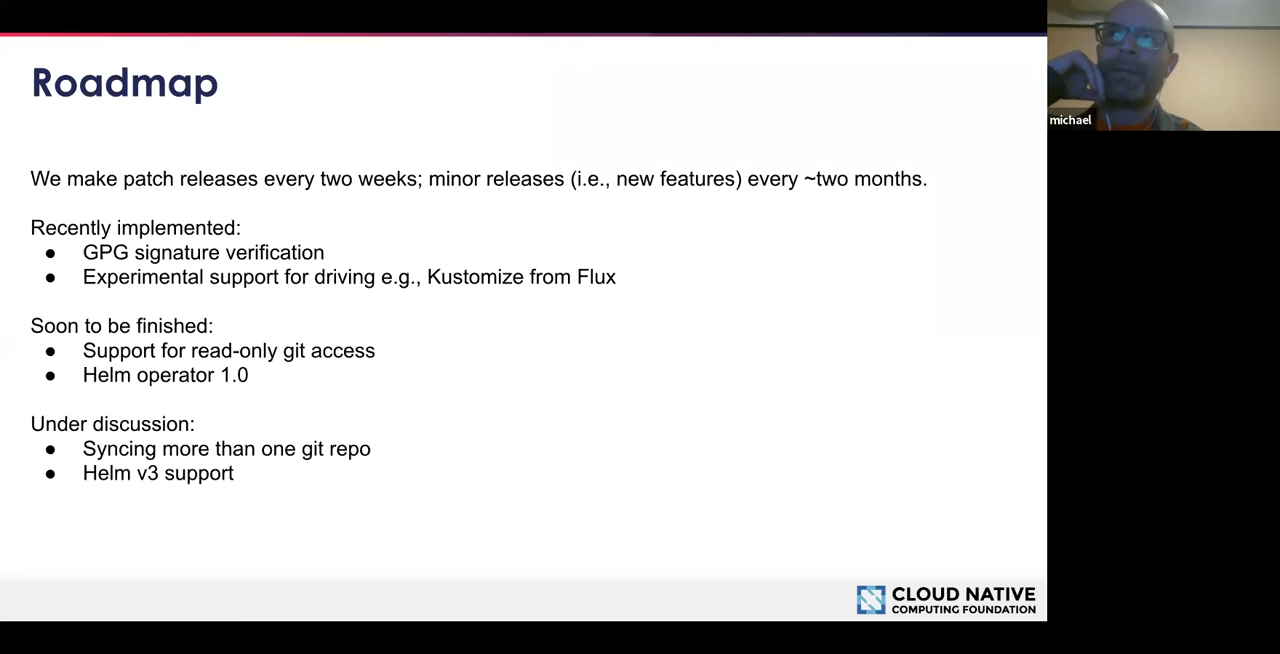 Roadmap
michael
We make patch releases every two weeks; minor releases (i.e., new features) every ~two months.
Recently implemented:
● GPG signature verification
● Experimental support for driving e.g., Kustomize from Flux
Soon to be finished:
● Support for read-only git access
● Helm operator 1.0
Under discussion:
● Syncing more than one git repo
● Helm v3 support
CLOUD NATIVE
COMPUTING FOUNDATION